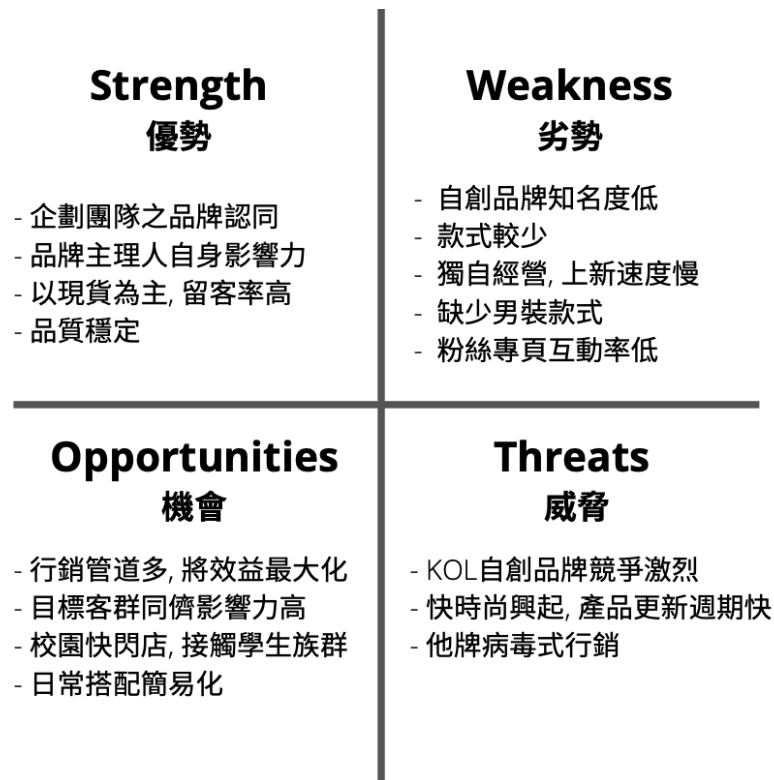 Strength
優勢
- 企劃團隊之品牌認同
- 品牌主理人自身影響力
- 以現貨為主, 留客率高
- 品質穩定
Weakness
劣勢
- 自創品牌知名度低
- 款式較少
- 獨自經營, 上新速度慢
- 缺少男裝款式
- 粉絲專頁互動率低
Opportunities
機會
- 行銷管道多, 將效益最大化
- 目標客群同儕影響力高
- 校園快閃店, 接觸學生族群
- 日常搭配簡易化
Threats
威脅
- KOL自創品牌競爭激烈
- 快時尚興起, 產品更新週期快
- 他牌病毒式行銷